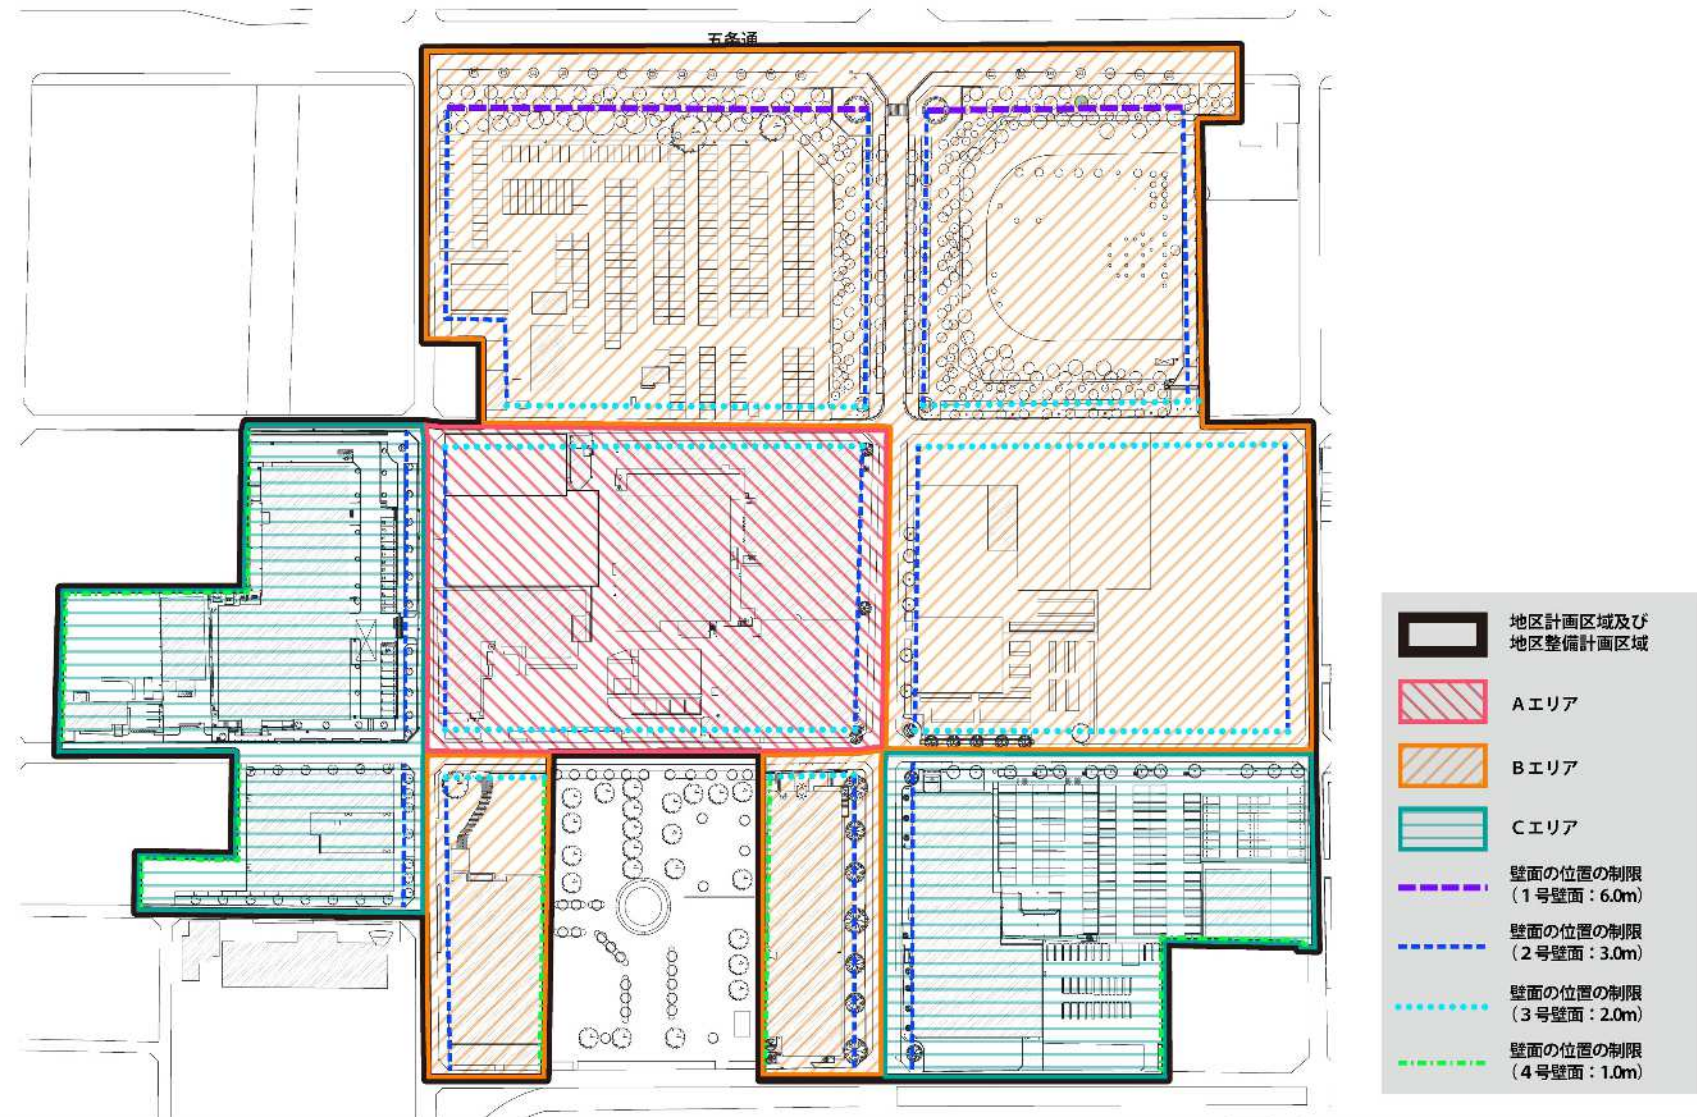 五条通
地区計画区域及び
地区整備計画区域
Aエリア
Bエリア
Cエリア
壁面の位置の制限
(1号壁面：6.0m)
壁面の位置の制限
(2号壁面：3.0m)
壁面の位置の制限
(3号壁面：2.0m)
壁面の位置の制限
(4号壁面：1.0m)